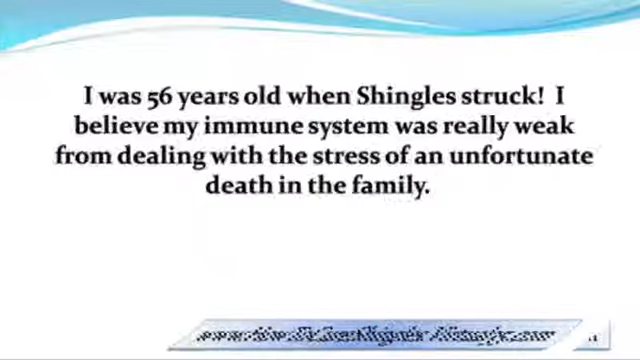 I was 56 years old when Shingles struck!  I
believe my immune system was really weak
from dealing with the stress of an unfortunate
death in the family.